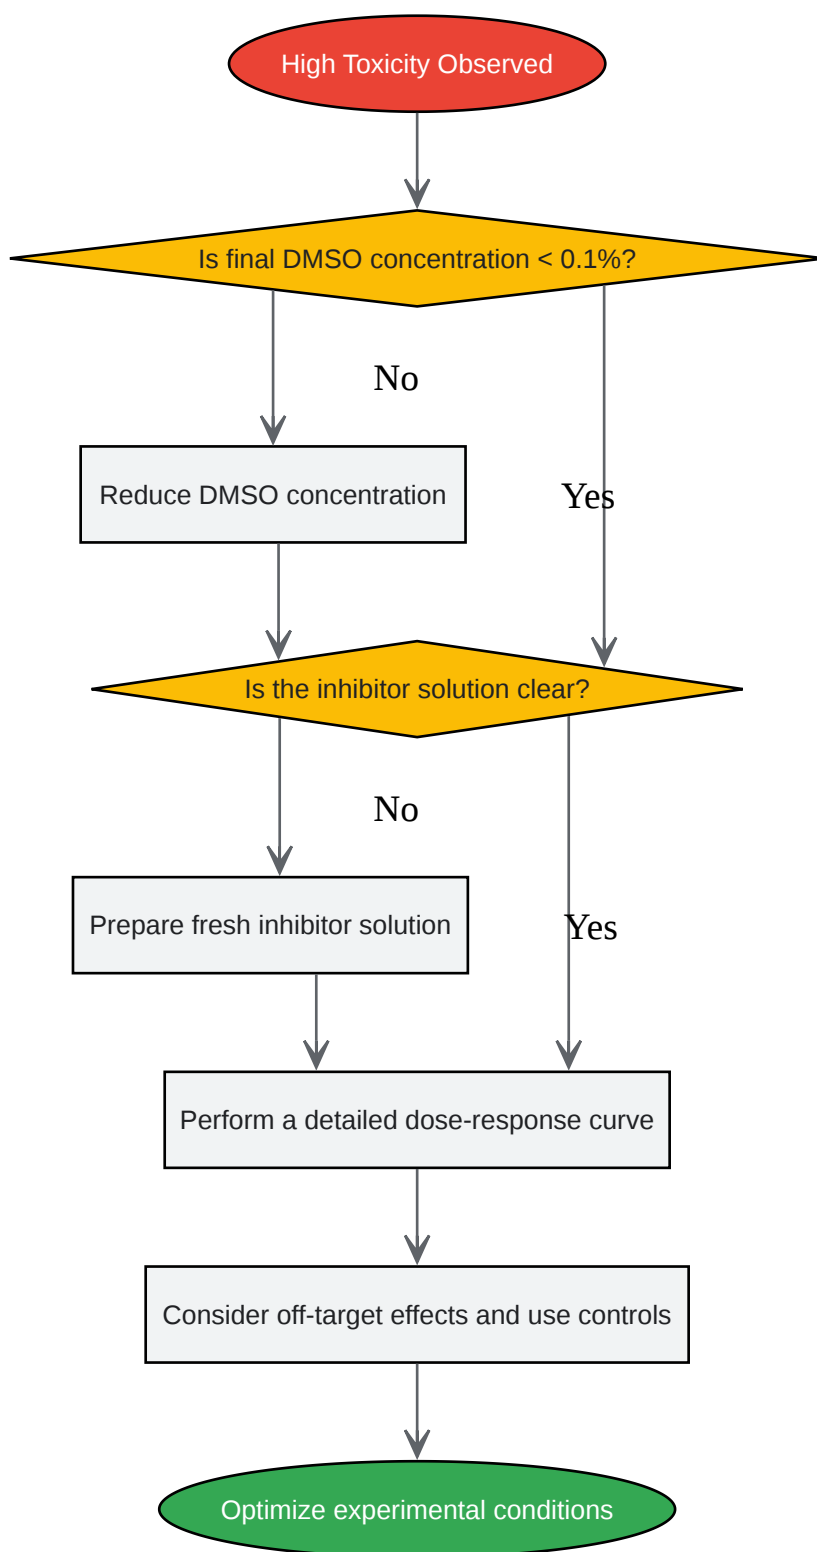 High Toxicity Observed
Is final DMSO concentration < 0.1%?
No
Reduce DMSO concentration
Yes
Is the inhibitor solution clear?
No
Prepare fresh inhibitor solution
Yes
Perform a detailed dose-response curve
Consider off-target effects and use controls
Optimize experimental conditions